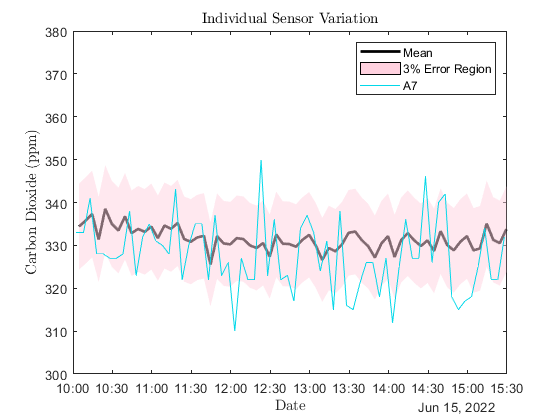 Individual Sensor Variation
Mean
3% Error Region
A7
Carbon Dioxide (ppm)
380
370
360
350
340
330
320
310
300
10:00 10:30 11:00 11:30 12:00 12:30 13:00 13:30 14:00 14:30 15:00 15:30
Date
Jun 15, 2022